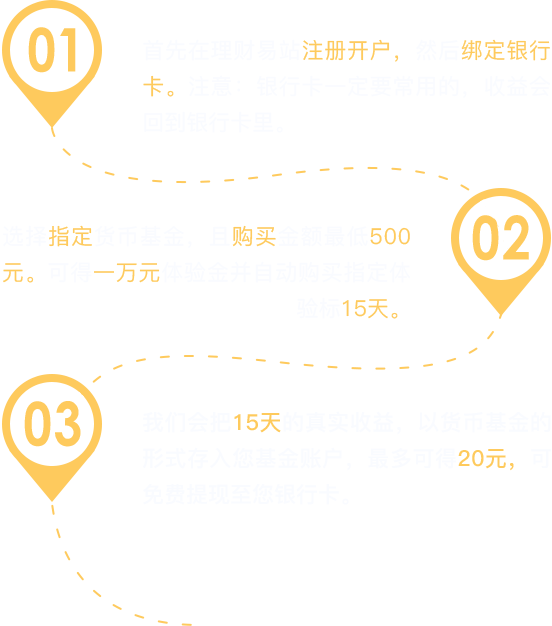 01
首先在理财易站注册开户，然后绑定银行
卡。注意：银行卡一定要常用的，收益会
回到银行卡里。
02
选择指定货币基金，且购买金额最低500
元。可得一万元体验金并自动购买指定体
验标15天。
03
我们会把15天的真实收益，以货币基金的
形式存入您基金账户，最多可得20元，可
免费提现至您银行卡。